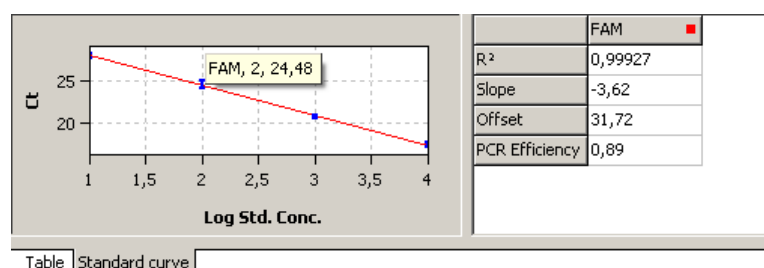 FAM
R² 0,99927
Slope -3,62
Offset 31,72
PCR Efficiency 0,89
FAM, 2, 24,48
Ct
25
20
1 1,5 2 2,5 3 3,5 4
Log Std. Conc.
Table Standard curve